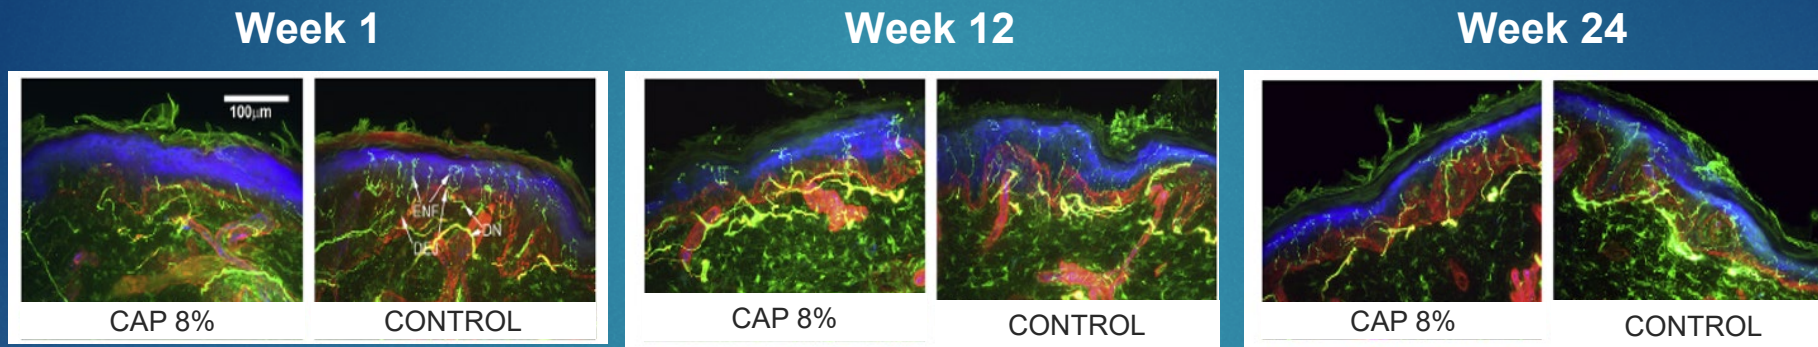 Week 1
Week 12
Week 24
100μm
ENF
DN
CAP 8%
CONTROL
CAP 8%
CONTROL
CAP 8%
CONTROL